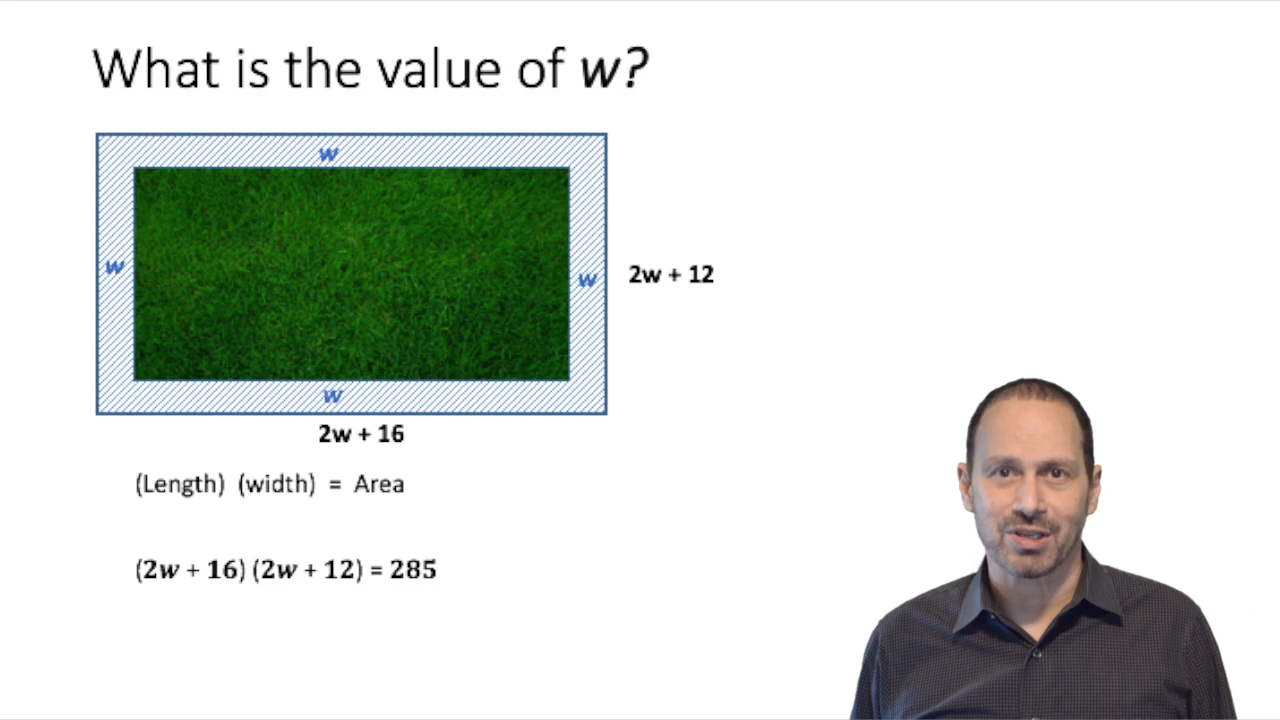 What is the value of w?
w
w
w
2w + 12
w
2w + 16
(Length) (width) = Area
(2w + 16) (2w + 12) = 285